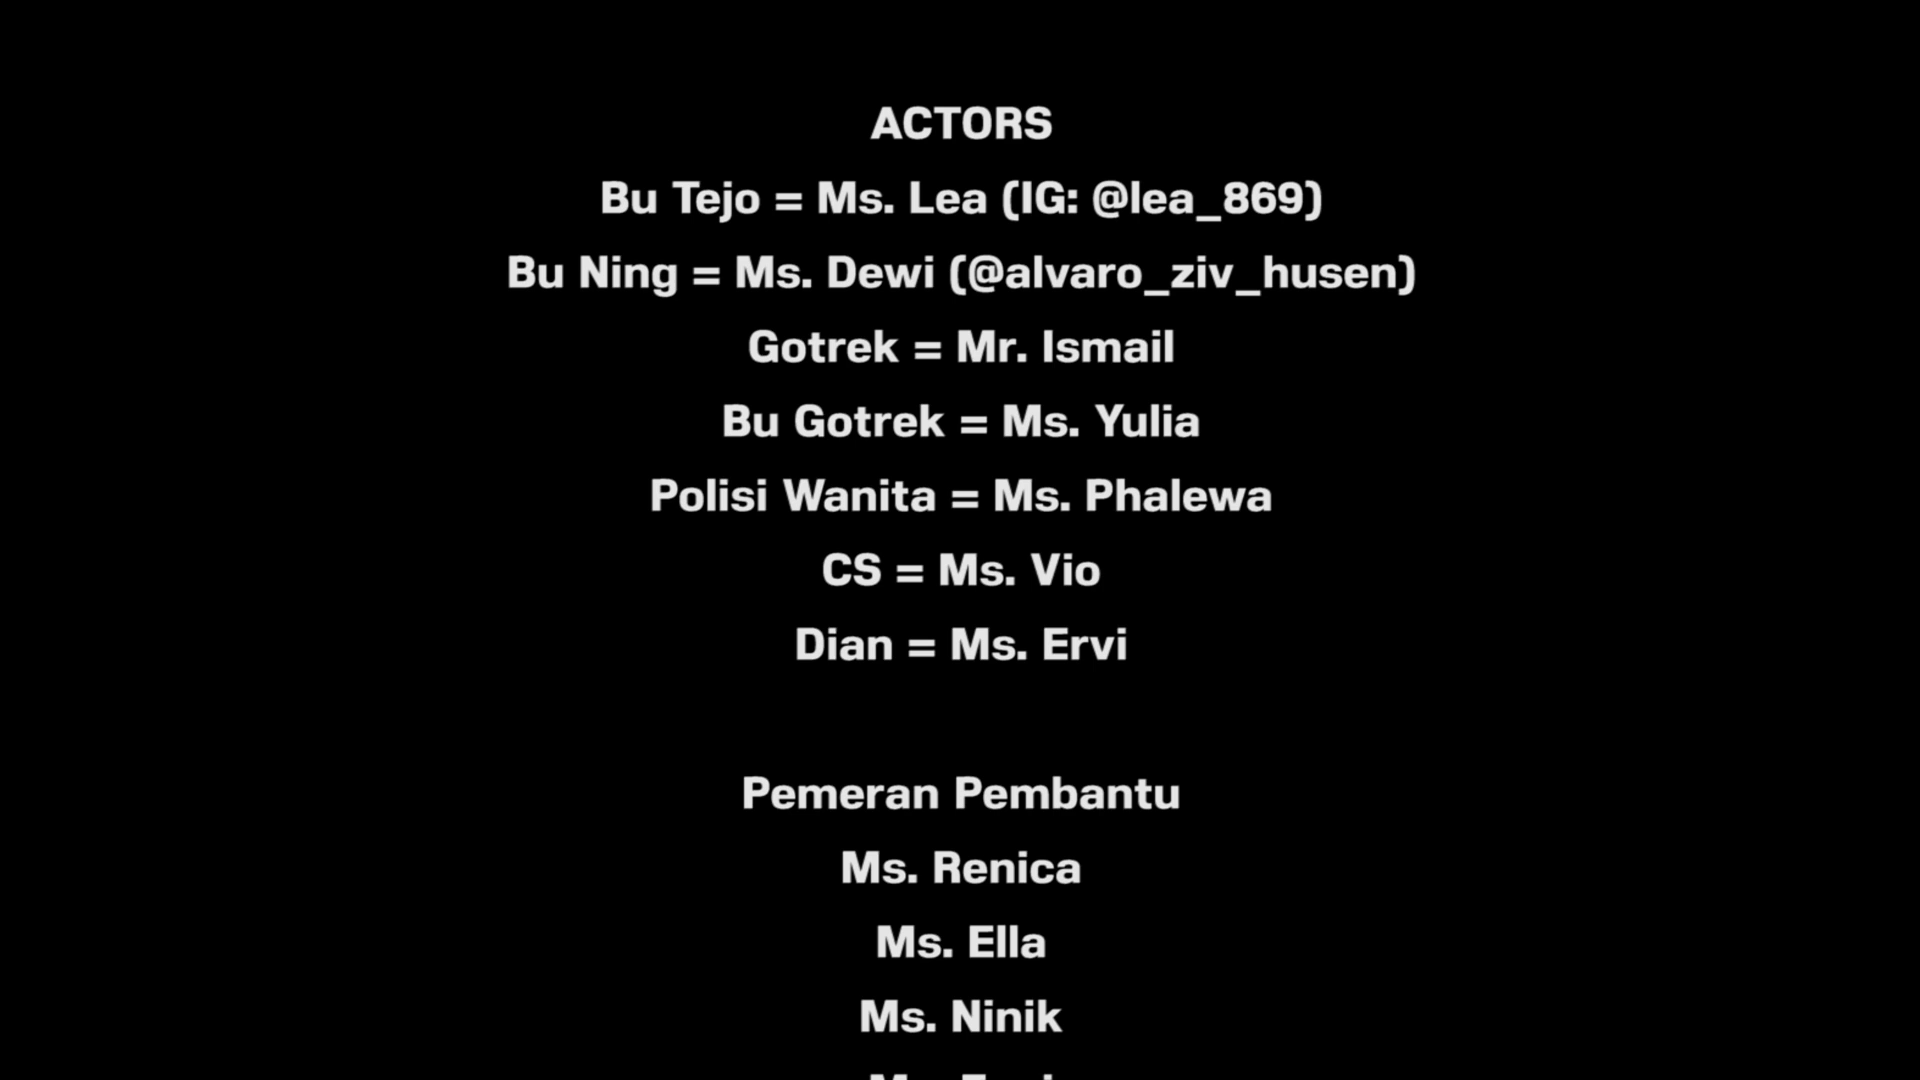 ACTORS
Bu Tejo = Ms. Lea (IG: @lea_869)
Bu Ning = Ms. Dewi (@alvaro_ziv_husen)
Gotrek = Mr. Ismail
Bu Gotrek = Ms. Yulia
Polisi Wanita = Ms. Phalewa
CS = Ms. Vio
Dian = Ms. Ervi
Pemeran Pembantu
Ms. Renica
Ms. Ella
Ms. Ninik